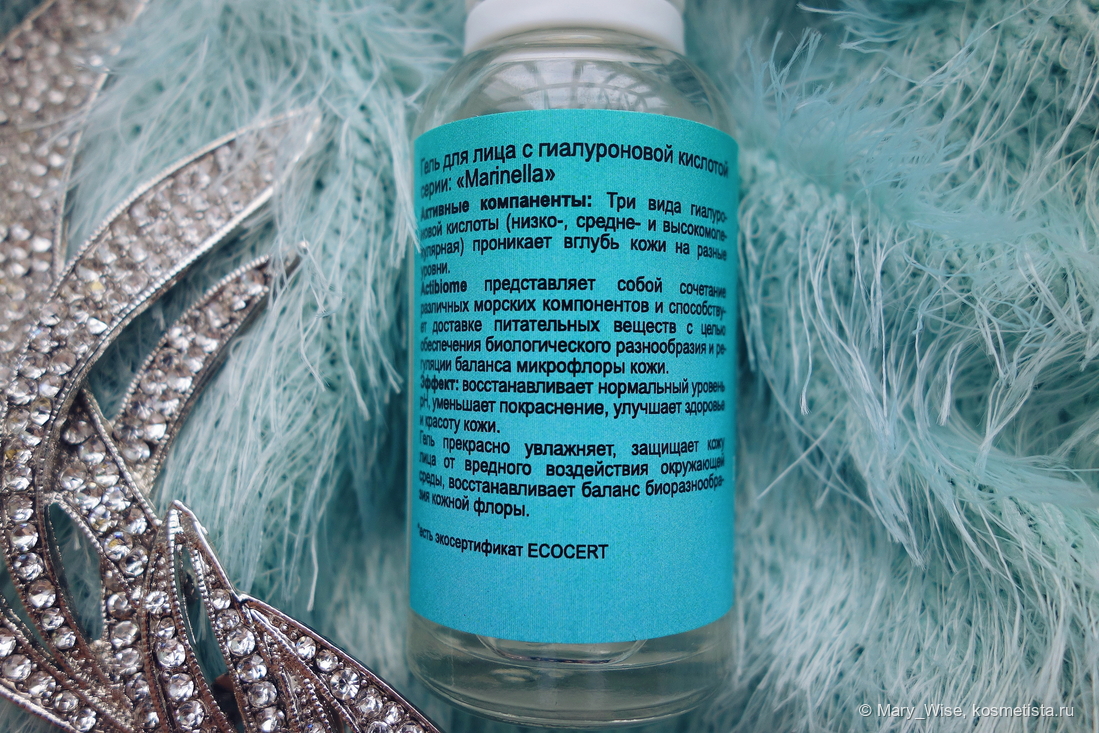 Гель для лица с гиалуроновой кислотой
серии: «Marinella»
Активные компаненты: Три вида гиалуро-
новой кислоты (низко-, средне- и высокомоле-
кулярная) проникает вглубь кожи на разные
уровни.
Actibiome представляет собой сочетание
различных морских компонентов и способству-
ет доставке питательных веществ с целью
обеспечения биологического разнообразия и ре-
гуляции баланса микрофлоры кожи.
Эффект: восстанавливает нормальный уровень
pH, уменьшает покраснение, улучшает здоровье
и красоту кожи.
Гель прекрасно увлажняет, защищает кожу
лица от вредного воздействия окружающей
среды, восстанавливает баланс биоразнообра-
зия кожной флоры.
*есть экосертификат ECOCERT
© Mary_Wise, kosmetista.ru